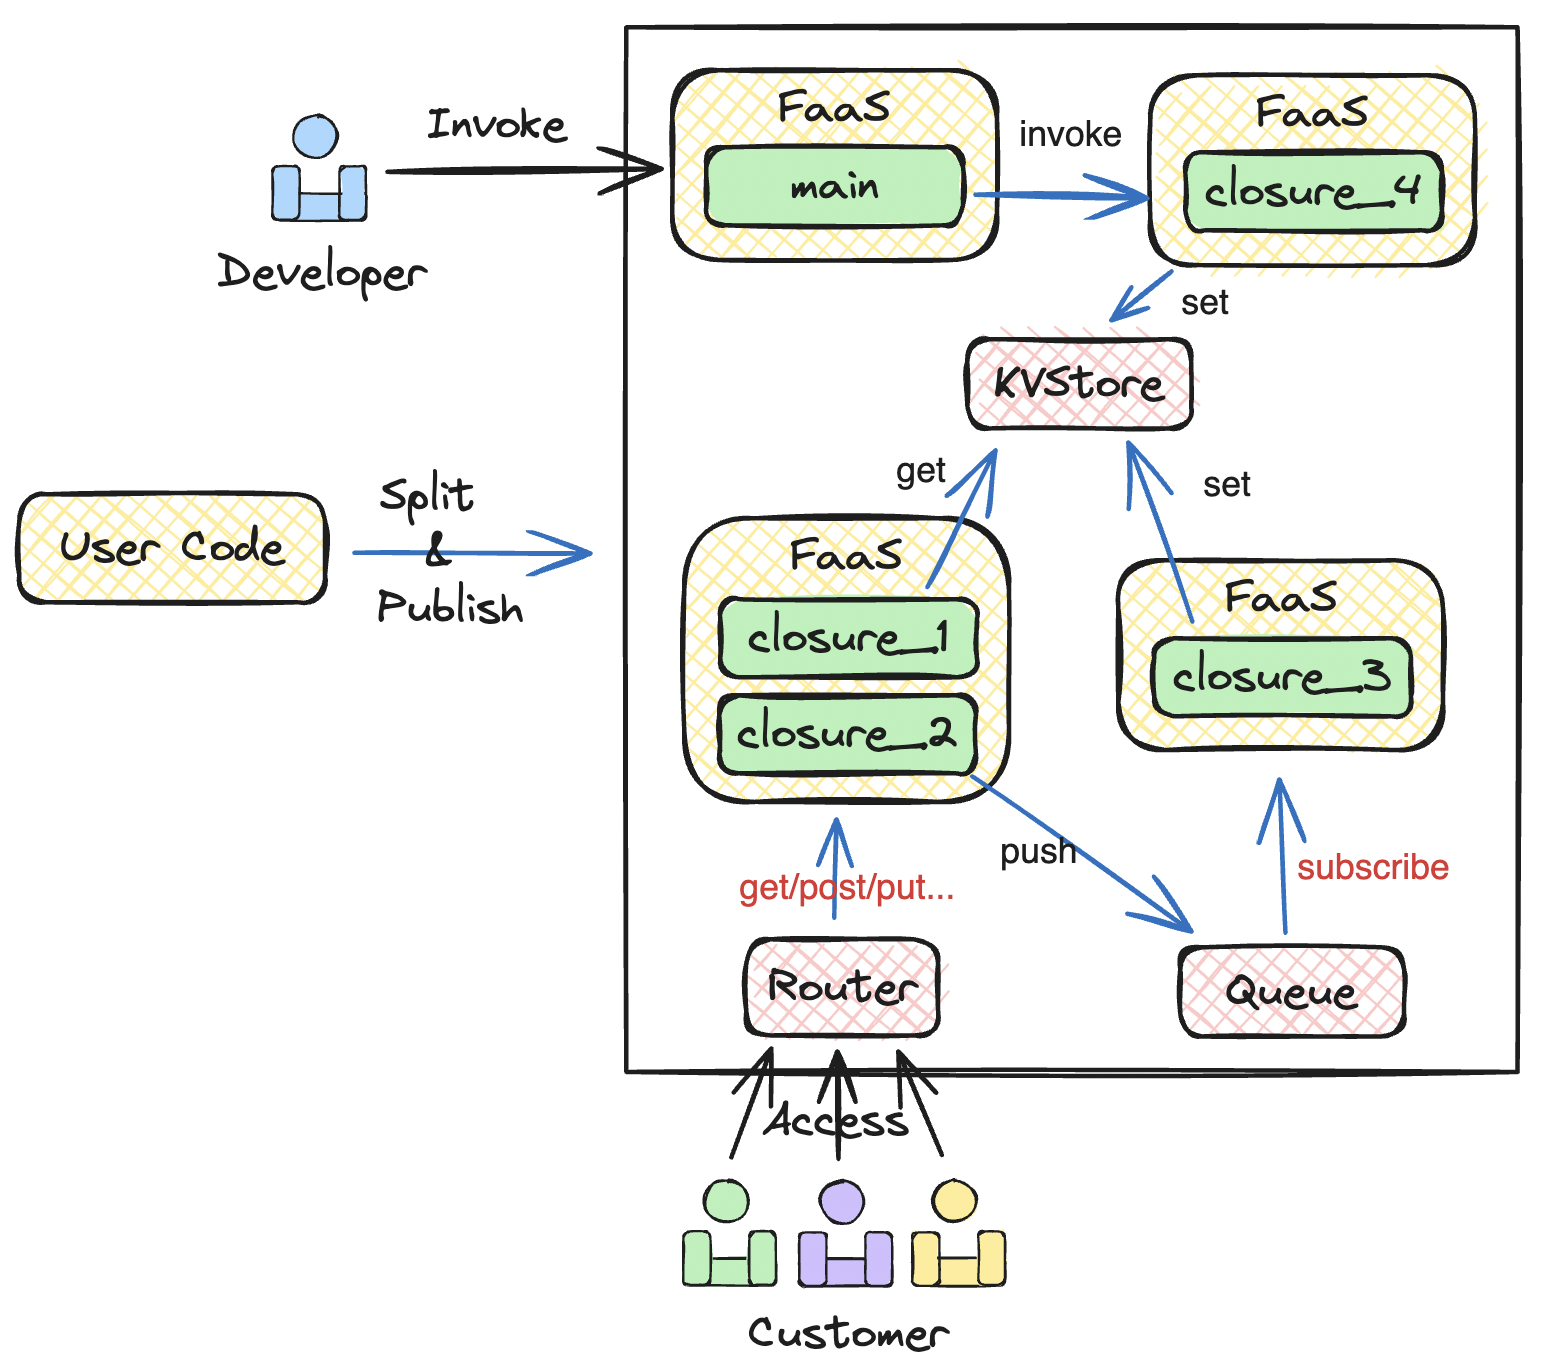 Invoke
Developer
FaaS
main
invoke
FaaS
closure_4
set
KVStore
get
set
User Code
Split
&
Publish
FaaS
closure_1
closure_2
FaaS
closure_3
push
get/post/put...
subscribe
Router
Queue
Access
Customer